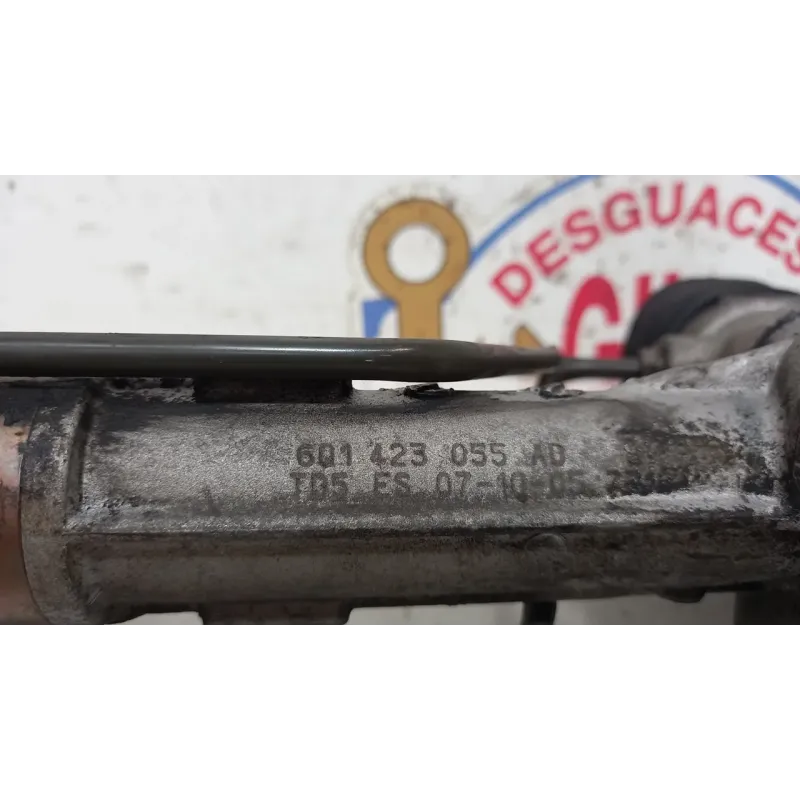 DESGUACES
6Q1 423 055 AD
TD5 ES 07-10-05